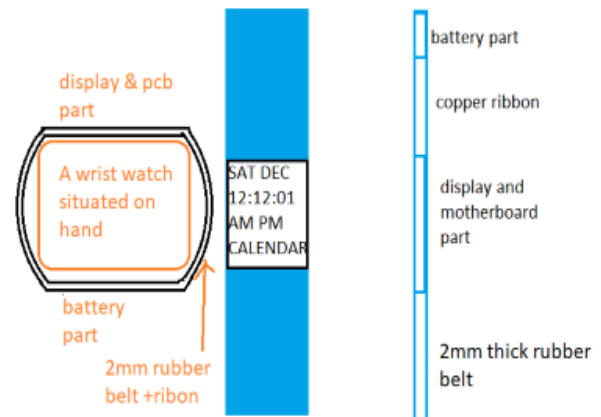 display & pcb
part
A wrist watch
situated on
hand
battery
part
2mm rubber
belt +ribon
SAT DEC
12:12:01
AM PM
CALENDAR
battery part
copper ribbon
display and
motherboard
part
2mm thick rubber
belt